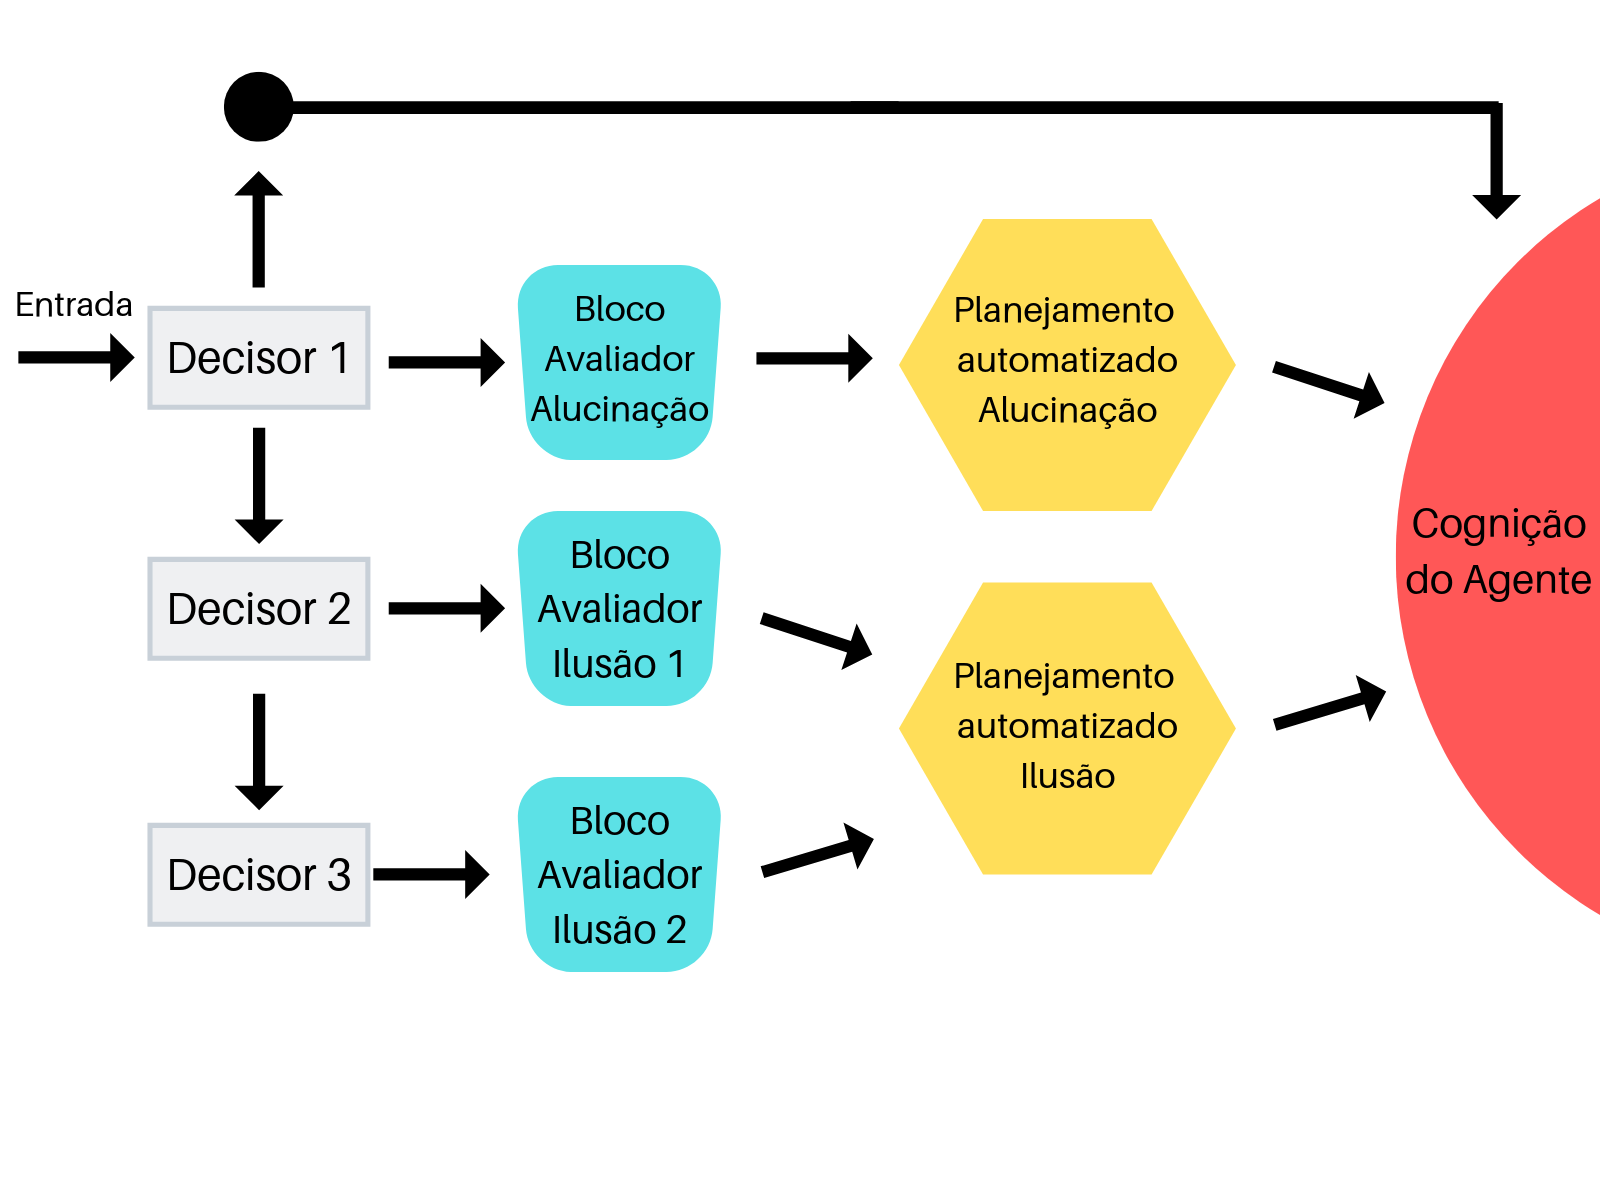 Entrada
Decisor 1
Bloco
Avaliador
Alucinação
Planejamento
automatizado
Alucinação
Decisor 2
Bloco
Avaliador
Ilusão 1
Planejamento
automatizado
Ilusão
Decisor 3
Bloco
Avaliador
Ilusão 2
Cognição
do Agente